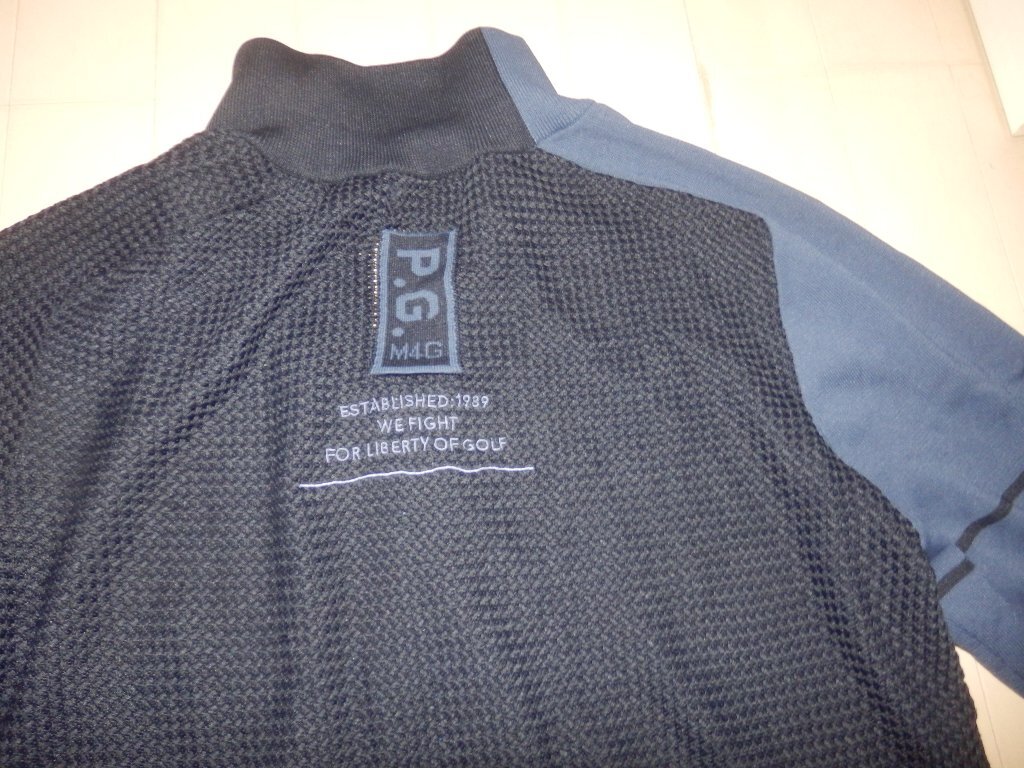 P.G.
M4G
ESTABLISHED:1989
WE FIGHT
FOR LIBERTY OF GOLF